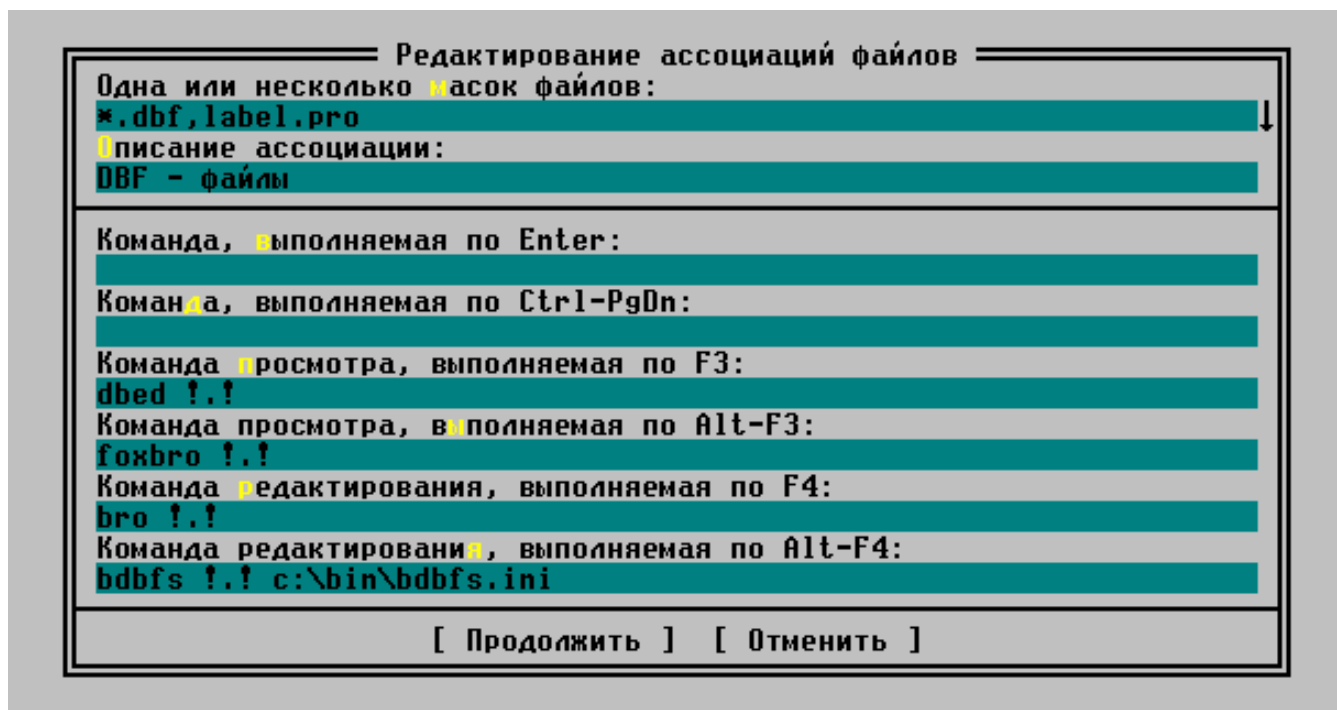 Редактирование ассоциаций файлов
Одна или несколько масок файлов:
*.dbf,label.pro ↓
Описание ассоциации:
DBF - файлы
Команда, выполняемая по Enter:
Команда, выполняемая по Ctrl-PgDn:
Команда просмотра, выполняемая по F3:
dbed !.!
Команда просмотра, выполняемая по Alt-F3:
foxbro !.!
Команда редактирования, выполняемая по F4:
bro !.!
Команда редактирования, выполняемая по Alt-F4:
bdbfs !.! c:\bin\bdbfs.ini
[ Продолжить ] [ Отменить ]